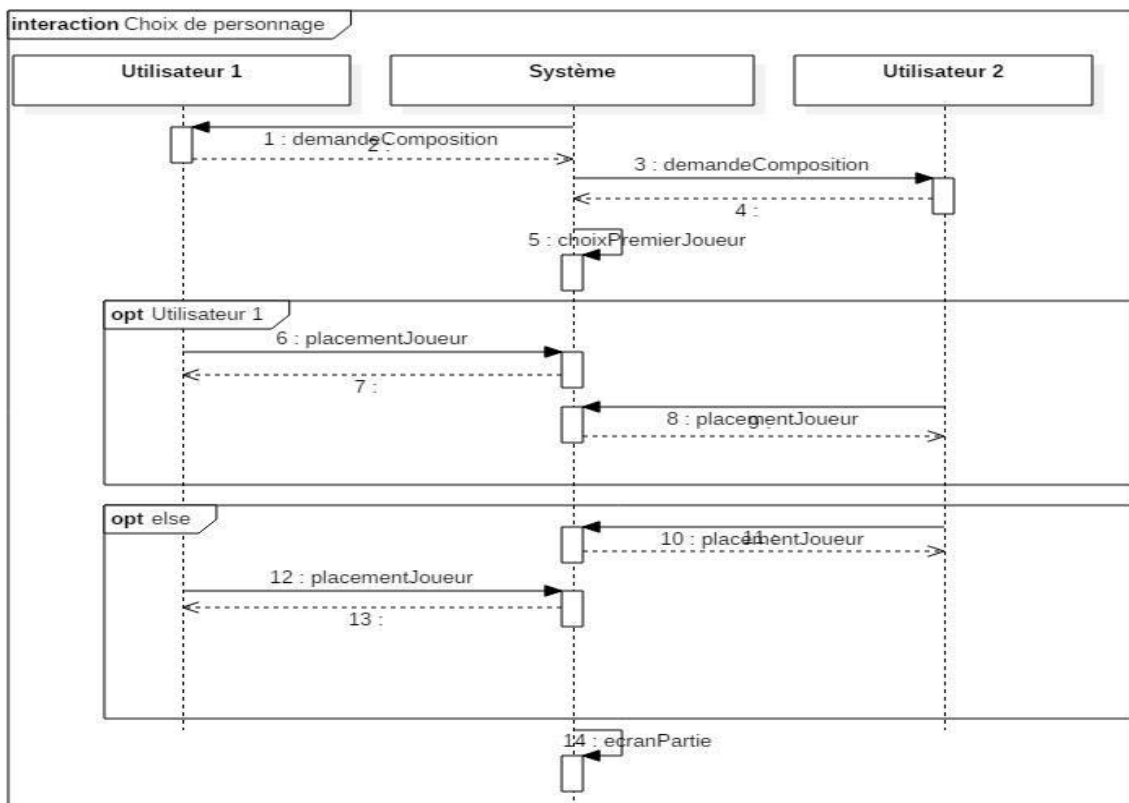 interaction Choix de personnage
Utilisateur 1
Système
Utilisateur 2
1 : demandeComposition
2 :
3 : demandeComposition
4 :
5 : choixPremierJoueur
opt Utilisateur 1
6 : placementJoueur
7 :
8 : placementJoueur
9 :
opt else
10 : placementJoueur
11 :
12 : placementJoueur
13 :
14 : ecranPartie